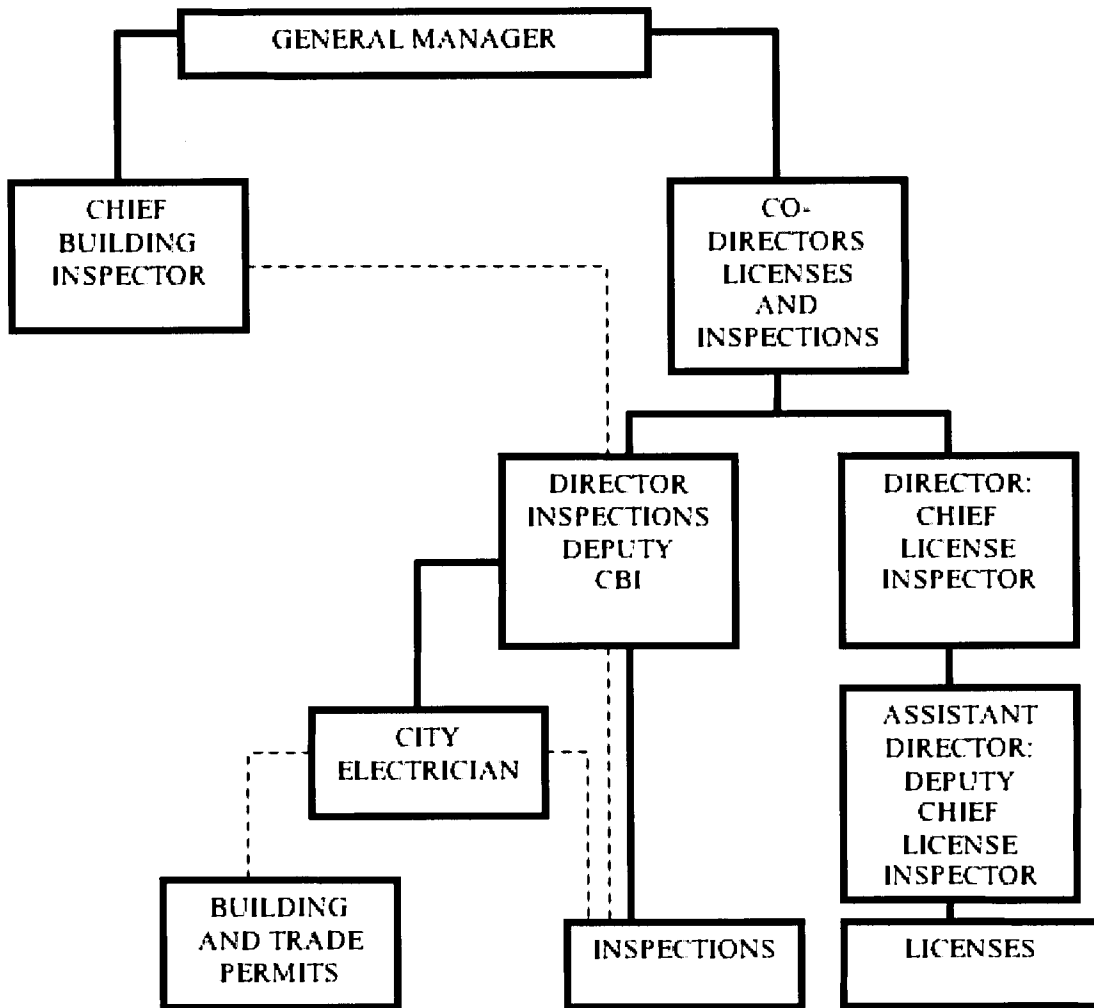 GENERAL MANAGER
CHIEF
BUILDING
INSPECTOR
CO-
DIRECTORS
LICENSES
AND
INSPECTIONS
DIRECTOR
INSPECTIONS
DEPUTY
CBI
DIRECTOR:
CHIEF
LICENSE
INSPECTOR
CITY
ELECTRICIAN
ASSISTANT
DIRECTOR:
DEPUTY
CHIEF
LICENSE
INSPECTOR
BUILDING
AND TRADE
PERMITS
INSPECTIONS
LICENSES